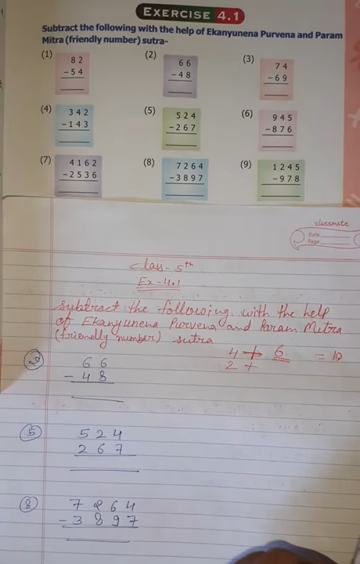 EXERCISE 4.1
Subtract the following with the help of Ekanyunena Purvena and Param
Mitra (friendly number) sutra-
(1) 82 (2) 66 (3) 74
-54 -48 -69
(4) 342 (5) 524 (6) 945
-143 -267 -876
(7) 4162 (8) 7264 (9) 1245
-2536 -3897 -978
classmate
Date
Page
Class - 5th
Ex - 4.1
Subtract the following with the help
of Ekanyunena Purvena and Param Mitra
(friendly number) sutra
4 + 6 = 10
2 +
② 66
- 48
⑤ 524
267
⑧ 7264
- 3897